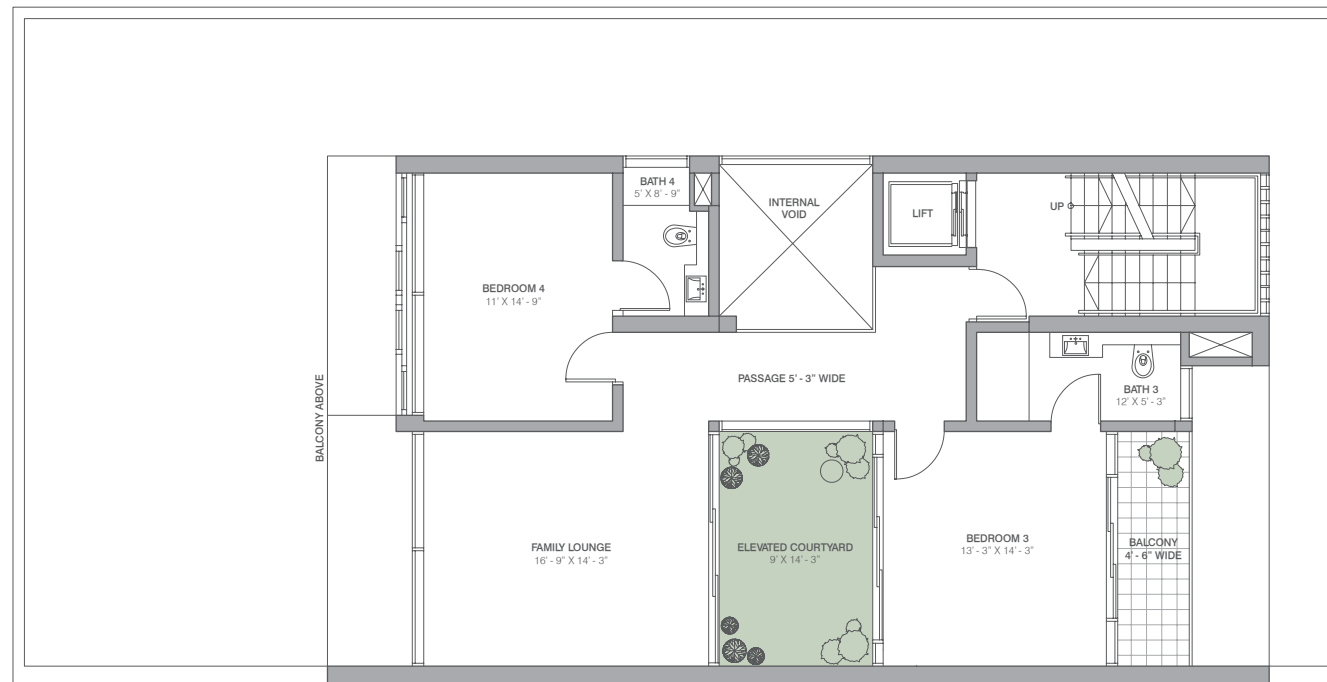 BATH 4
5' X 8' - 9"
INTERNAL
VOID
LIFT
UP
BEDROOM 4
11' X 14' - 9"
PASSAGE 5' - 3" WIDE
BATH 3
12' X 5' - 3"
BALCONY ABOVE
FAMILY LOUNGE
16' - 9" X 14' - 3"
ELEVATED COURTYARD
9' X 14' - 3"
BEDROOM 3
13' - 3" X 14' - 3"
BALCONY
4' - 6" WIDE